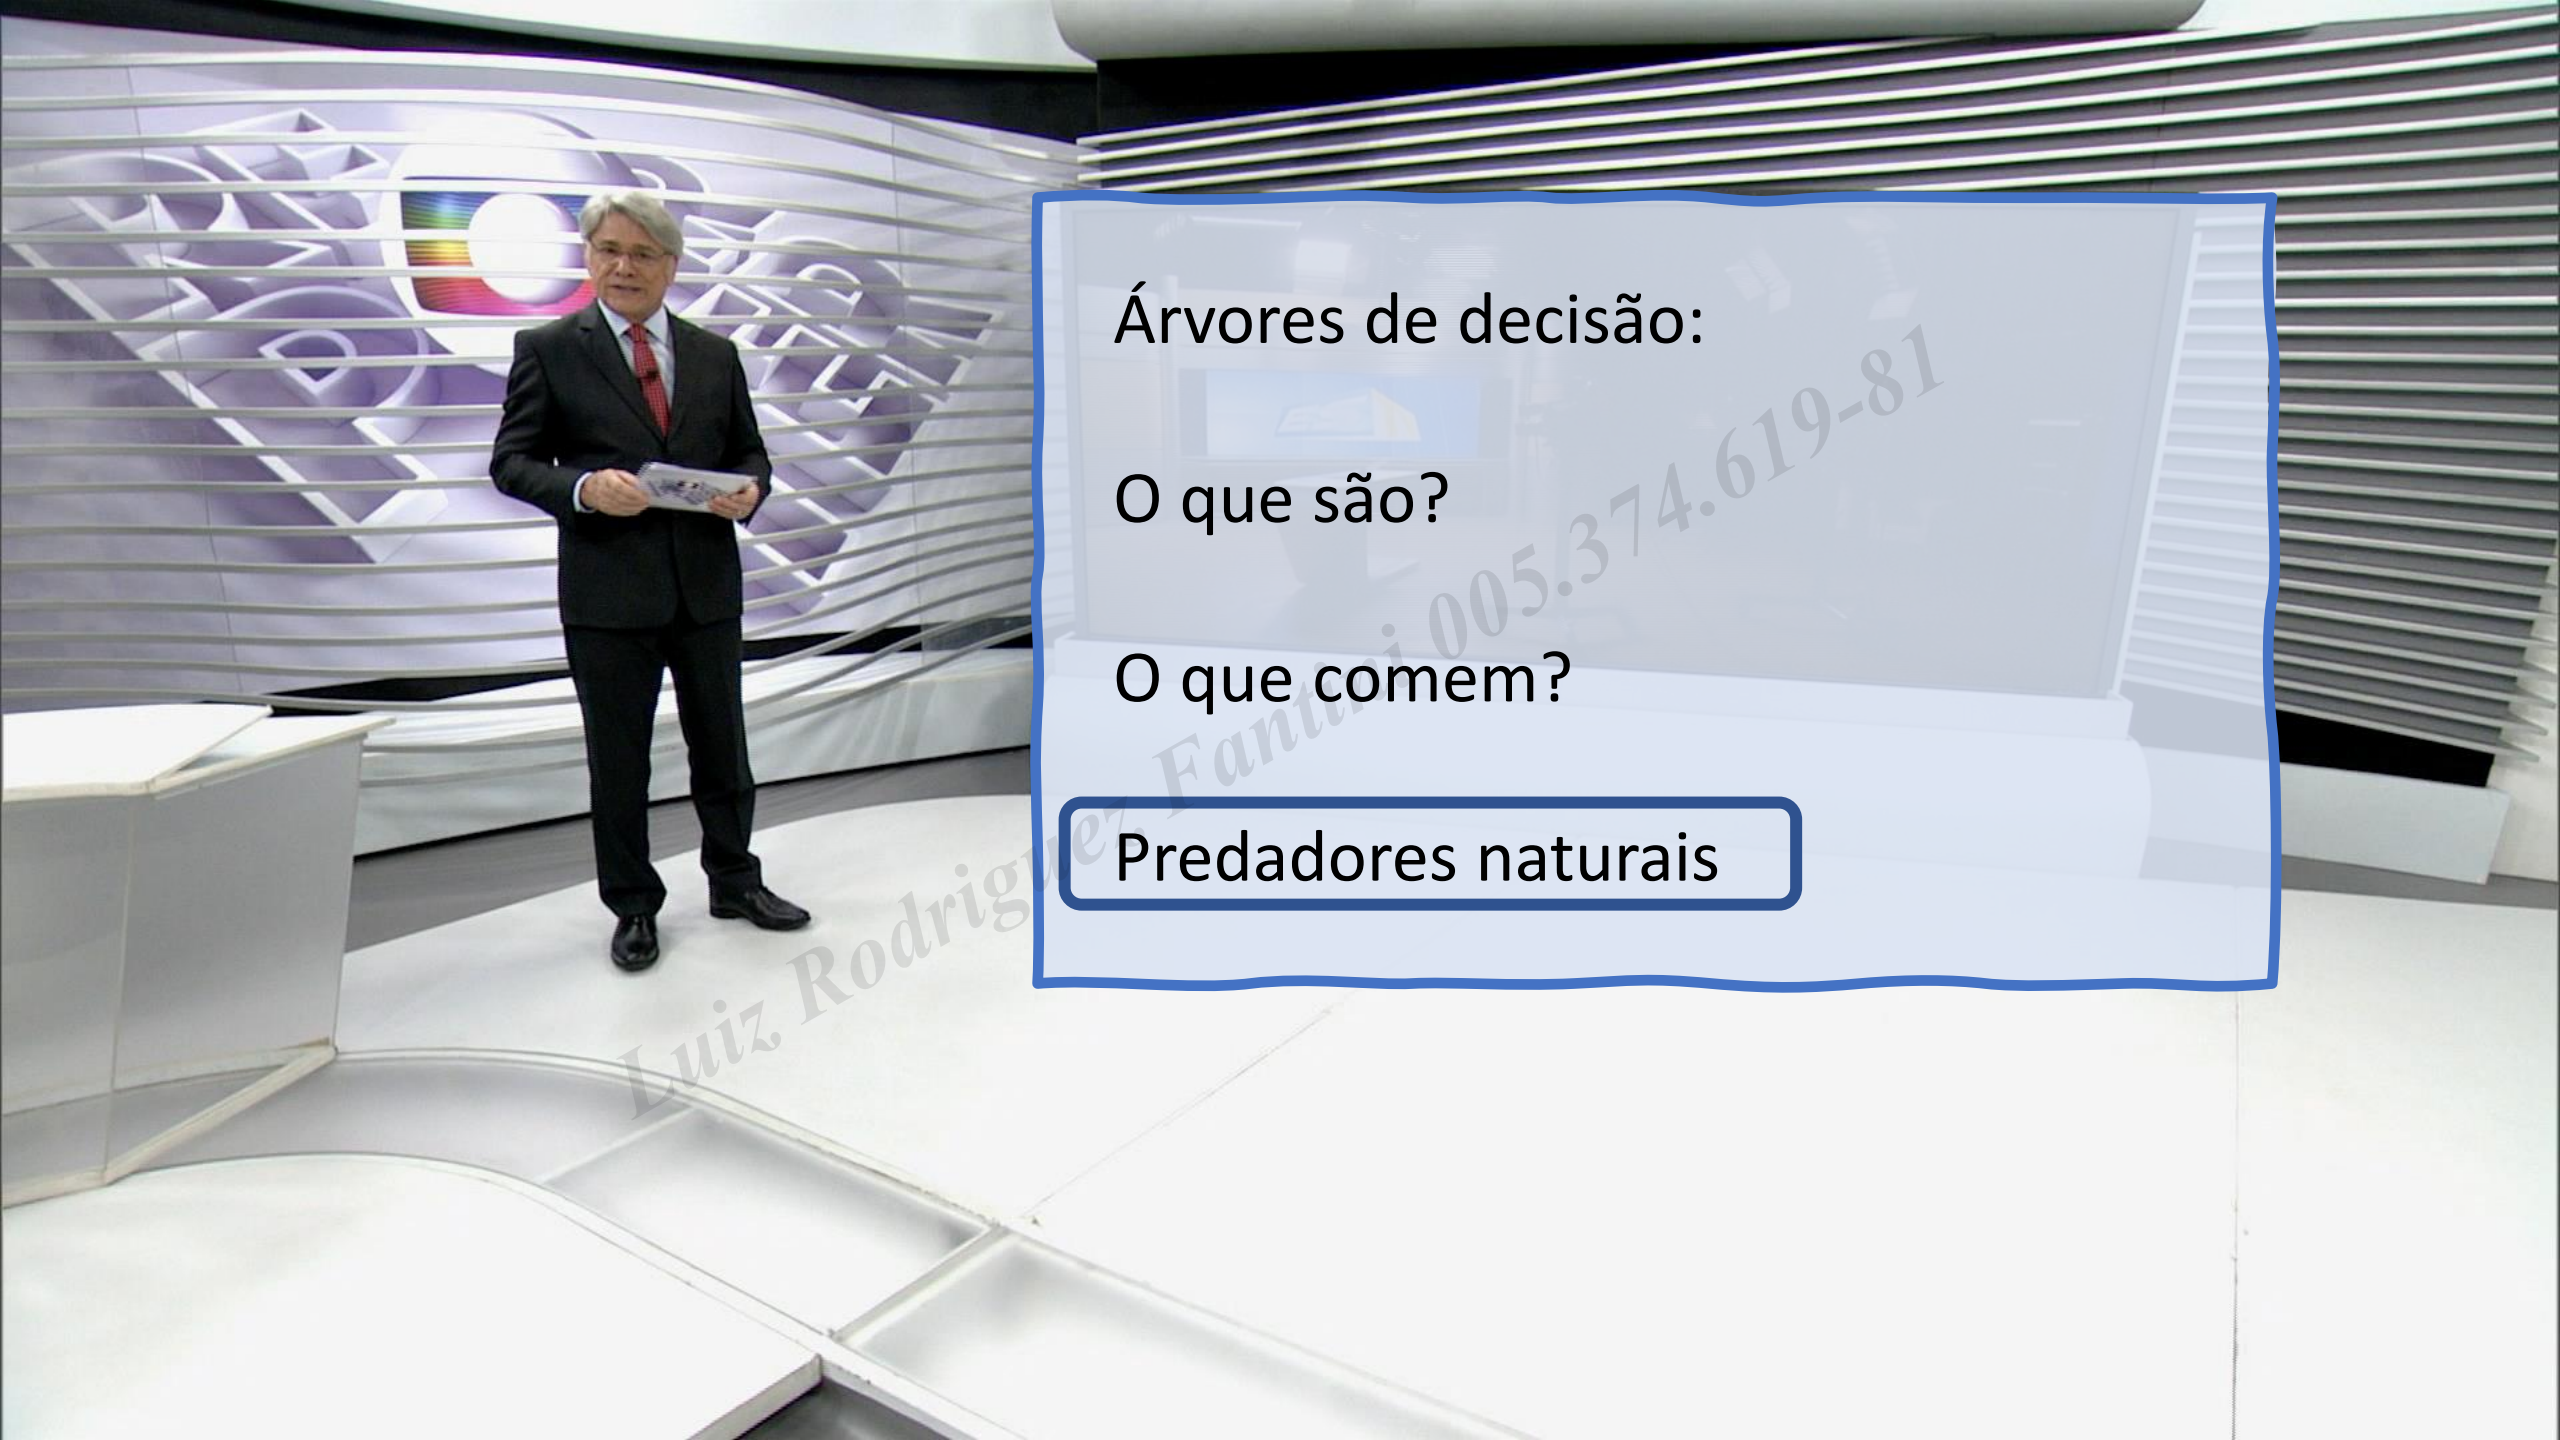 Árvores de decisão:
O que são?
O que comem?
Predadores naturais
Luiz Rodriguez Fantini 005.374.619-81